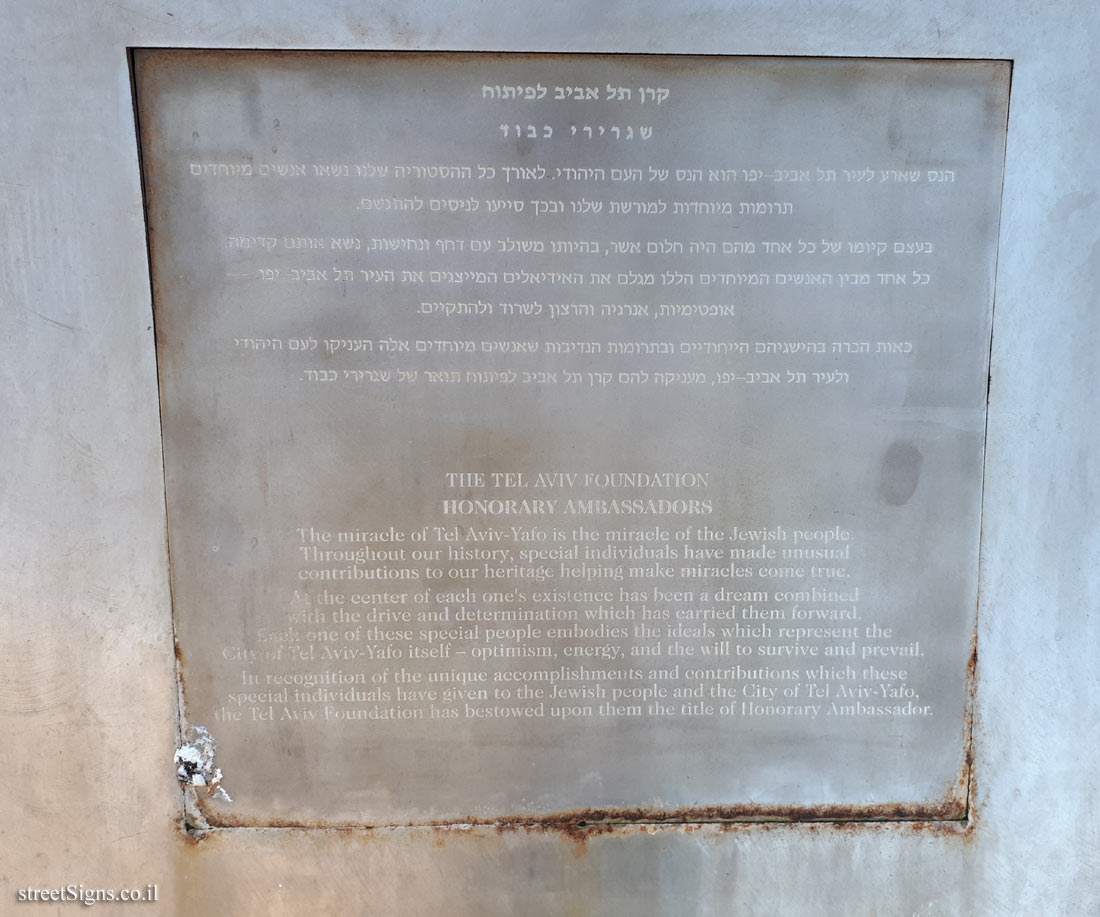 קרן תל אביב לפיתוח
שגרירי כבוד
הנס שארע לעיר תל אביב–יפו הוא הנס של העם היהודי. לאורך כל ההסטוריה שלנו נשאו אנשים מיוחדים
תרומות מיוחדות למורשת שלנו ובכך סייעו לניסים להתגשם.
בעצם קיומו של כל אחד מהם היה חלום אשר, בהיותו משולב עם דחף ונחישות, נשא אותם קדימה.
כל אחד מבין האנשים המיוחדים הללו מגלם את האידיאלים המייצגים את העיר תל אביב–יפו —
אופטימיות, אנרגיה והרצון לשרוד ולהתקיים.
כאות הכרה בהישגיהם הייחודיים ובתרומות הנדיבות שאנשים מיוחדים אלה העניקו לעם היהודי
ולעיר תל אביב–יפו, מעניקה להם קרן תל אביב לפיתוח תואר של שגרירי כבוד.
THE TEL AVIV FOUNDATION
HONORARY AMBASSADORS
The miracle of Tel Aviv-Yafo is the miracle of the Jewish people.
Throughout our history, special individuals have made unusual
contributions to our heritage helping make miracles come true.
At the center of each one's existence has been a dream combined
with the drive and determination which has carried them forward.
Each one of these special people embodies the ideals which represent the
City of Tel Aviv-Yafo itself – optimism, energy, and the will to survive and prevail.
In recognition of the unique accomplishments and contributions which these
special individuals have given to the Jewish people and the City of Tel Aviv-Yafo,
the Tel Aviv Foundation has bestowed upon them the title of Honorary Ambassador.
streetSigns.co.il